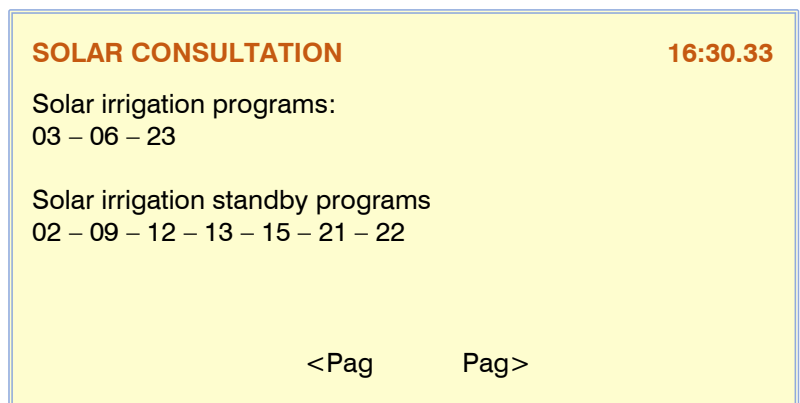 SOLAR CONSULTATION 16:30.33
Solar irrigation programs:
03 – 06 – 23
Solar irrigation standby programs
02 – 09 – 12 – 13 – 15 – 21 – 22
<Pag Pag>